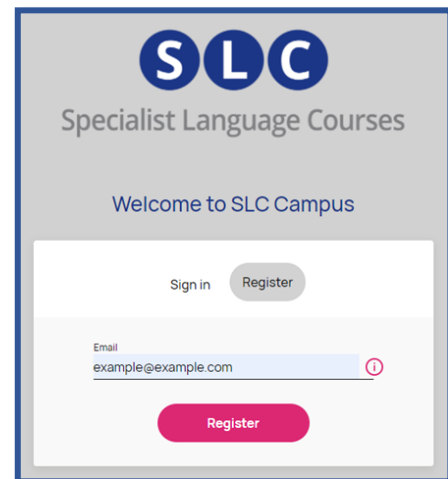 SLC
Specialist Language Courses
Welcome to SLC Campus
Sign in Register
Email
example@example.com
Register